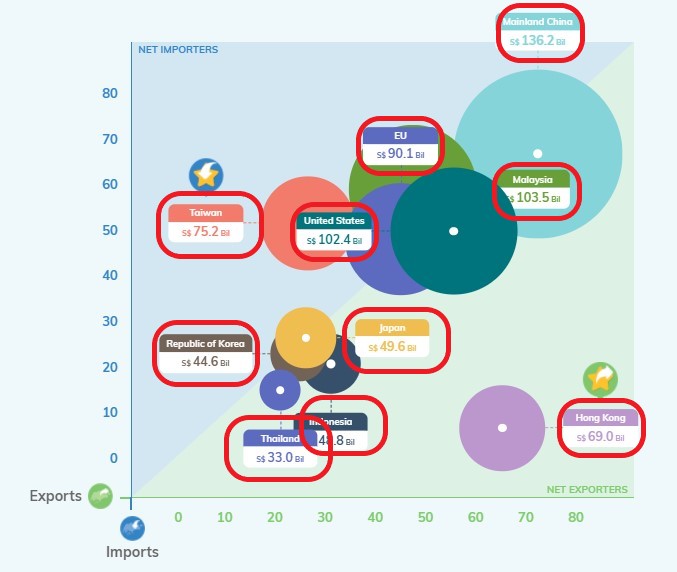 Mainland China
S$ 136.2 Bil
NET IMPORTERS
80
70
60
50
40
30
20
10
0
EU
S$ 90.1 Bil
Malaysia
S$ 103.5 Bil
Taiwan
S$ 75.2 Bil
United States
S$ 102.4 Bil
Republic of Korea
S$ 44.6 Bil
Japan
S$ 49.6 Bil
Indonesia
48.8 Bil
Thailand
S$ 33.0 Bil
Hong Kong
S$ 69.0 Bil
NET EXPORTERS
Exports
0 10 20 30 40 50 60 70 80
Imports